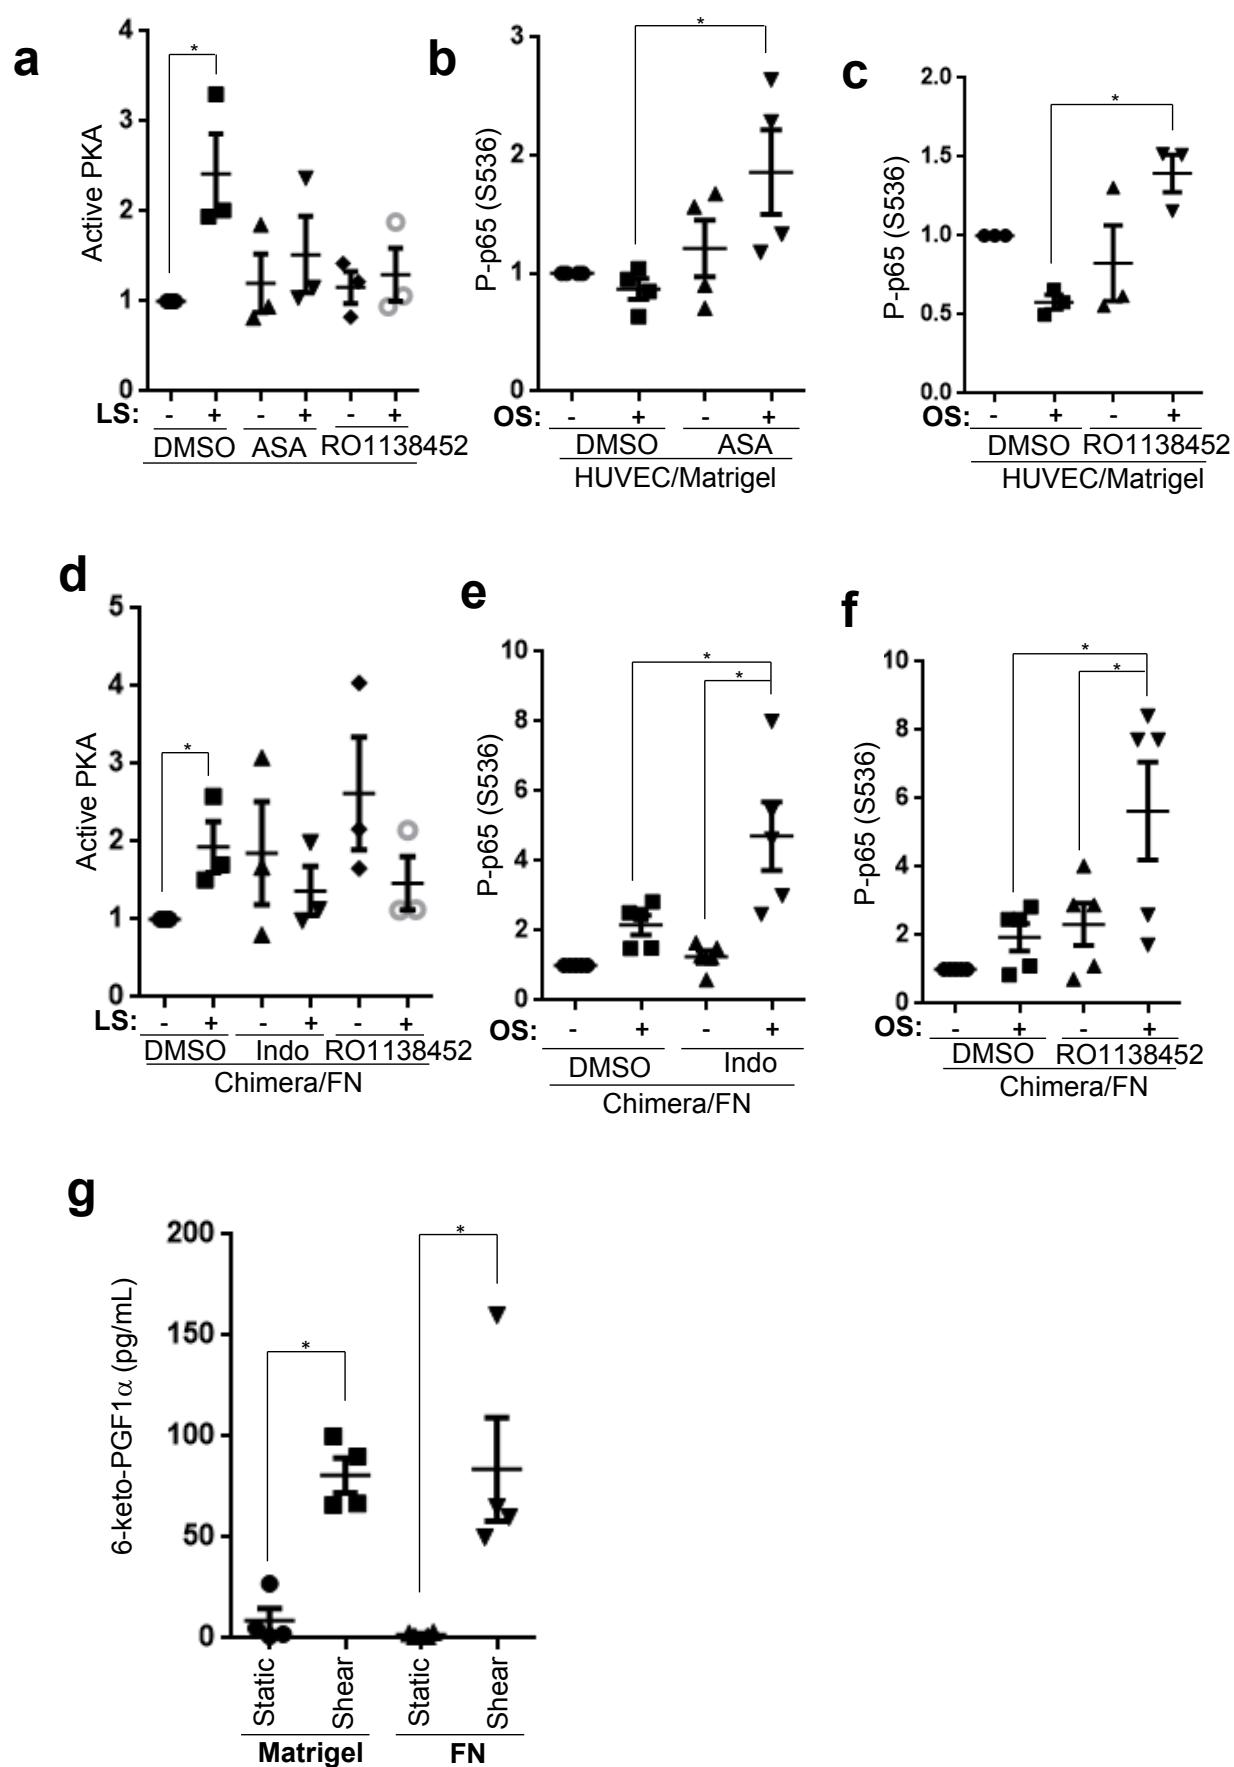 a
Active PKA
4
3
2
1
0
*
LS: - + - + - +
DMSO ASA RO1138452
b
P-p65 (S536)
3
2
1
0
*
OS: - + - +
DMSO ASA
HUVEC/Matrigel
c
P-p65 (S536)
2.0
1.5
1.0
0.5
0.0
*
OS: - + - +
DMSO RO1138452
HUVEC/Matrigel
d
Active PKA
5
4
3
2
1
0
*
LS: - + - + - +
DMSO Indo RO1138452
Chimera/FN
e
P-p65 (S536)
10
8
6
4
2
0
*
*
OS: - + - +
DMSO Indo
Chimera/FN
f
P-p65 (S536)
10
8
6
4
2
0
*
*
OS: - + - +
DMSO RO1138452
Chimera/FN
g
6-keto-PGF1α (pg/mL)
200
150
100
50
0
*
*
Static Shear Static Shear
Matrigel FN